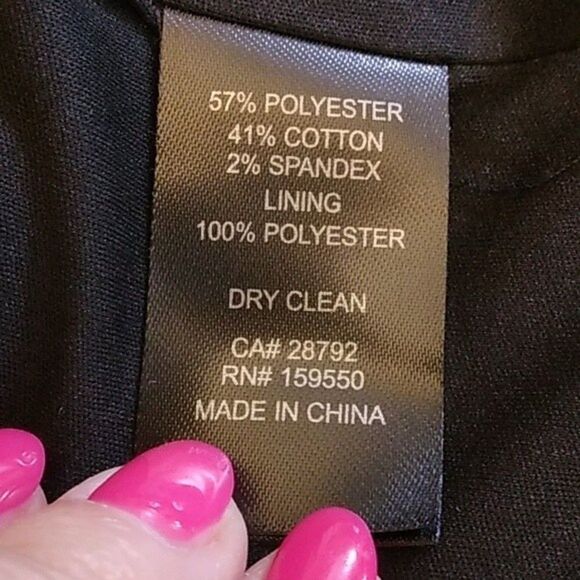 57% POLYESTER
41% COTTON
2% SPANDEX
LINING
100% POLYESTER
DRY CLEAN
CA# 28792
RN# 159550
MADE IN CHINA